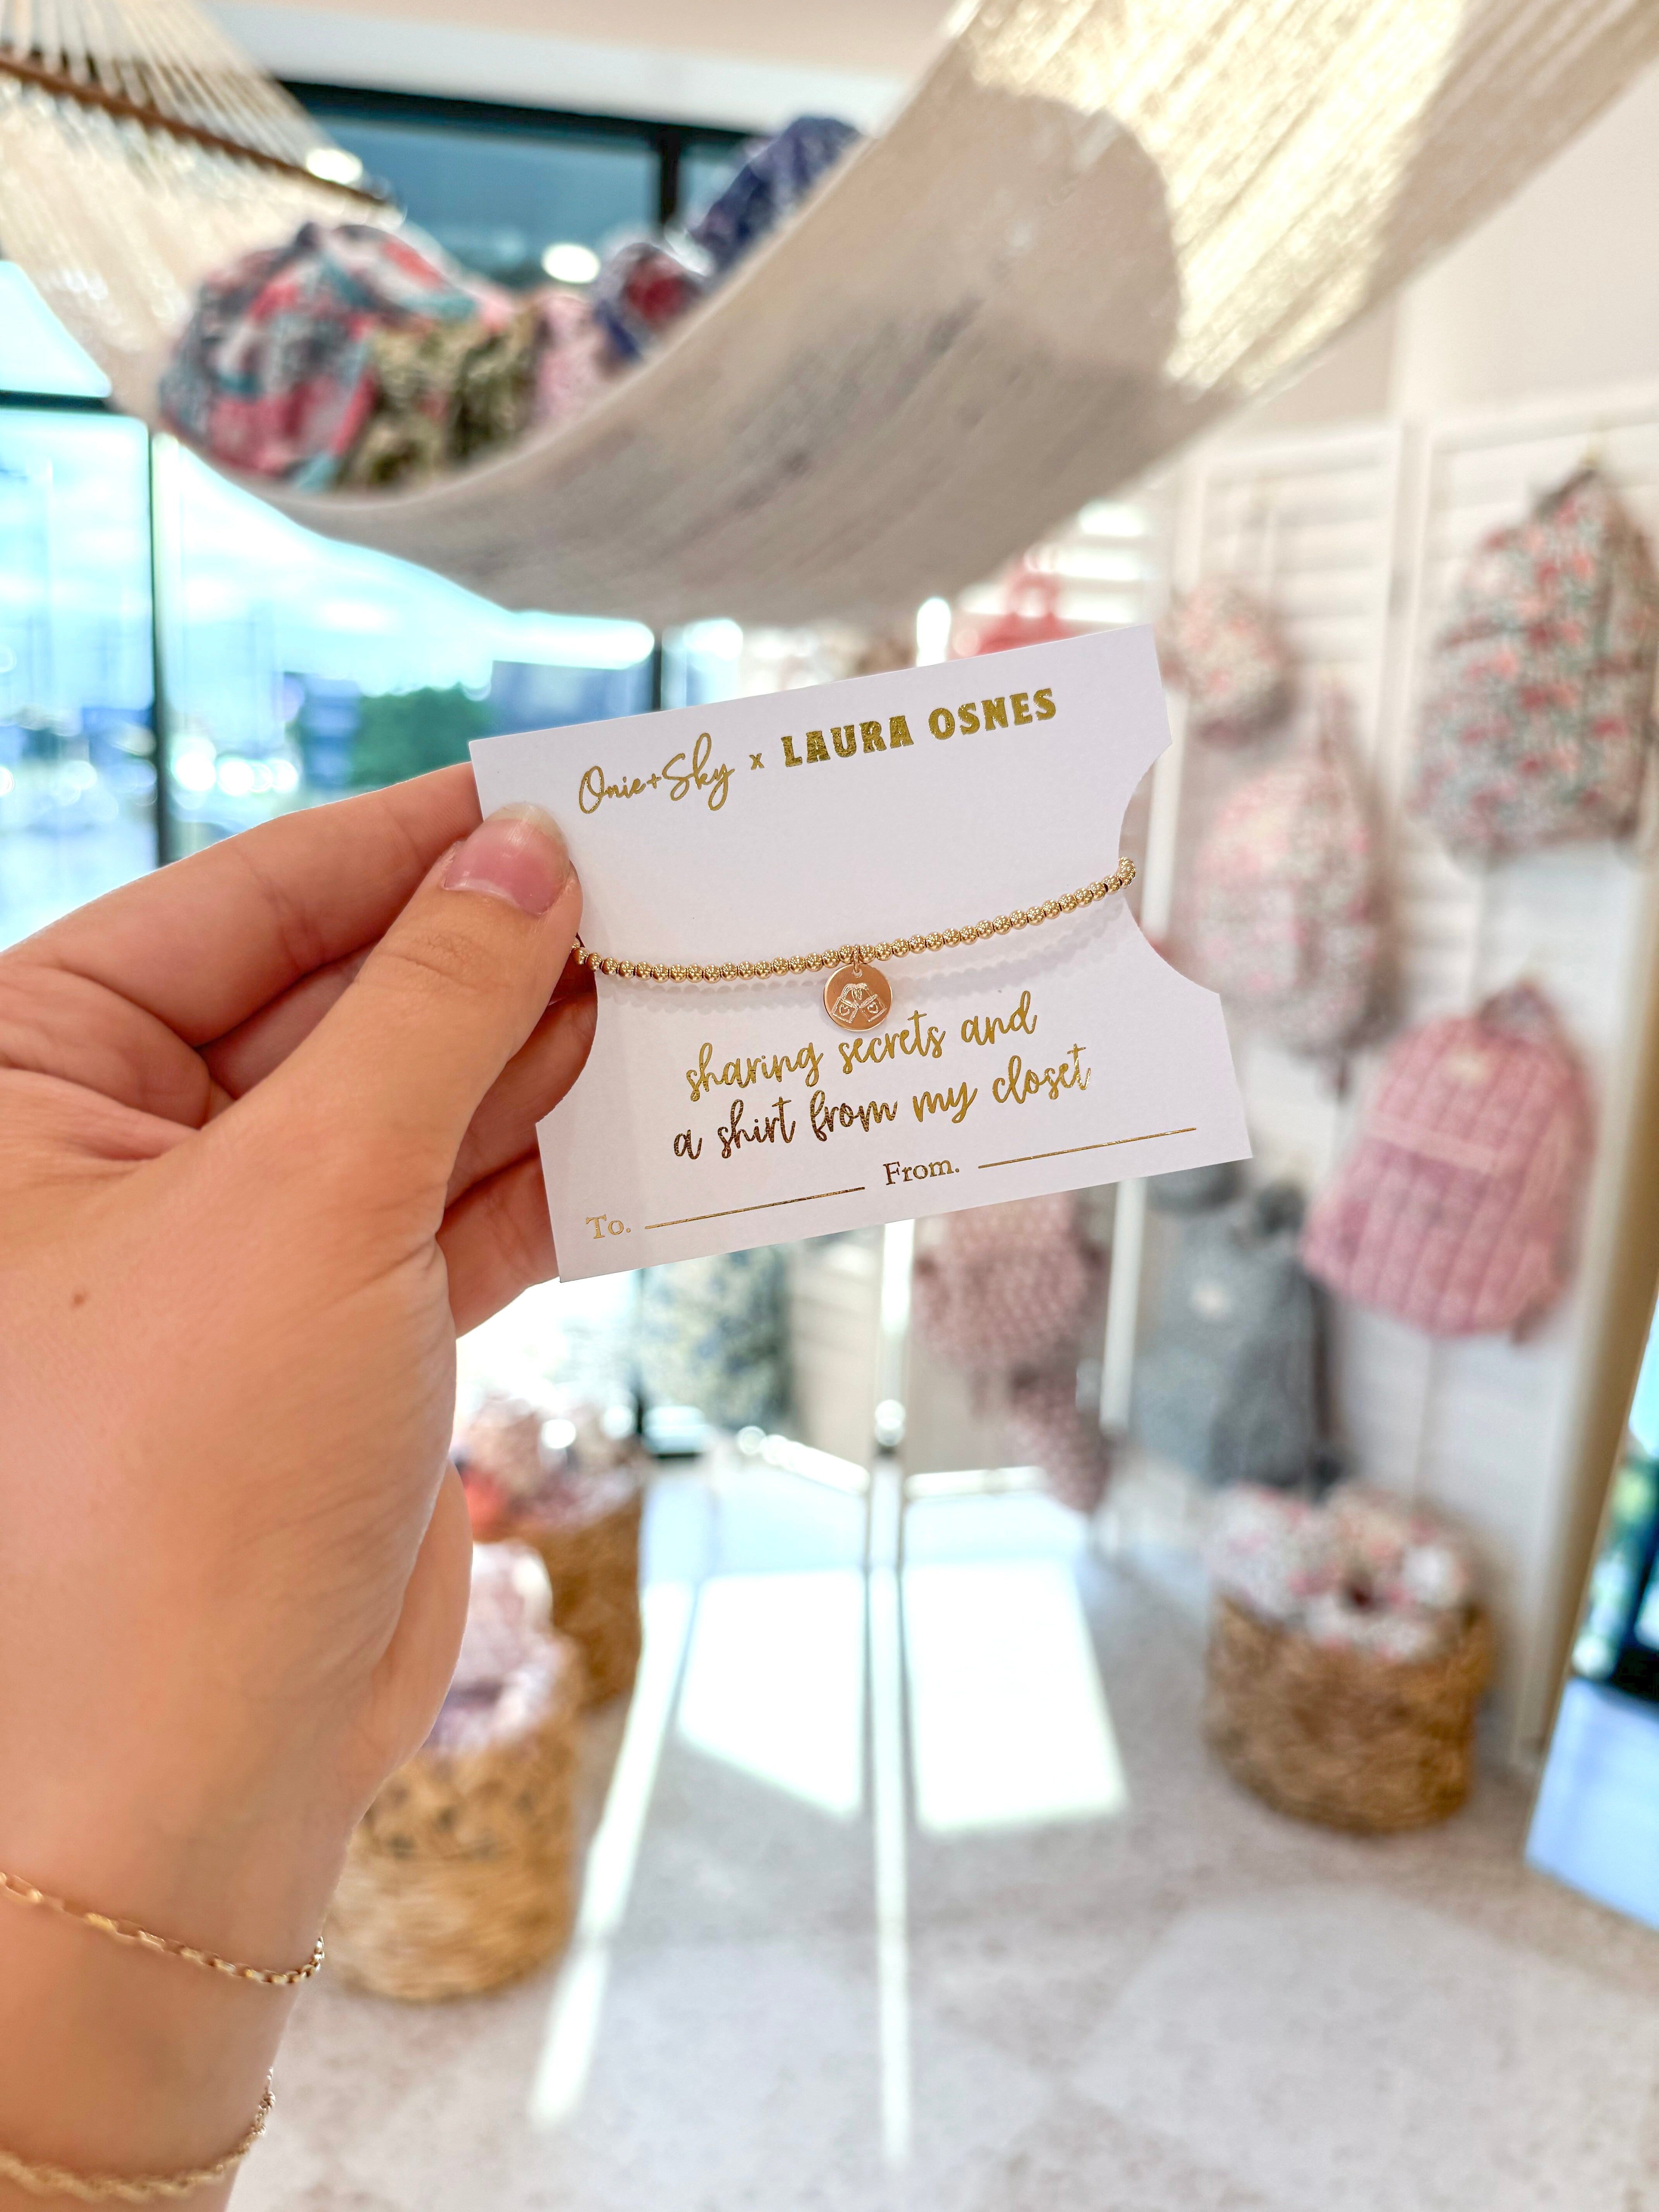 Onie+Sky x LAURA OSNES
sharing secrets and
a shirt from my closet
To. From.